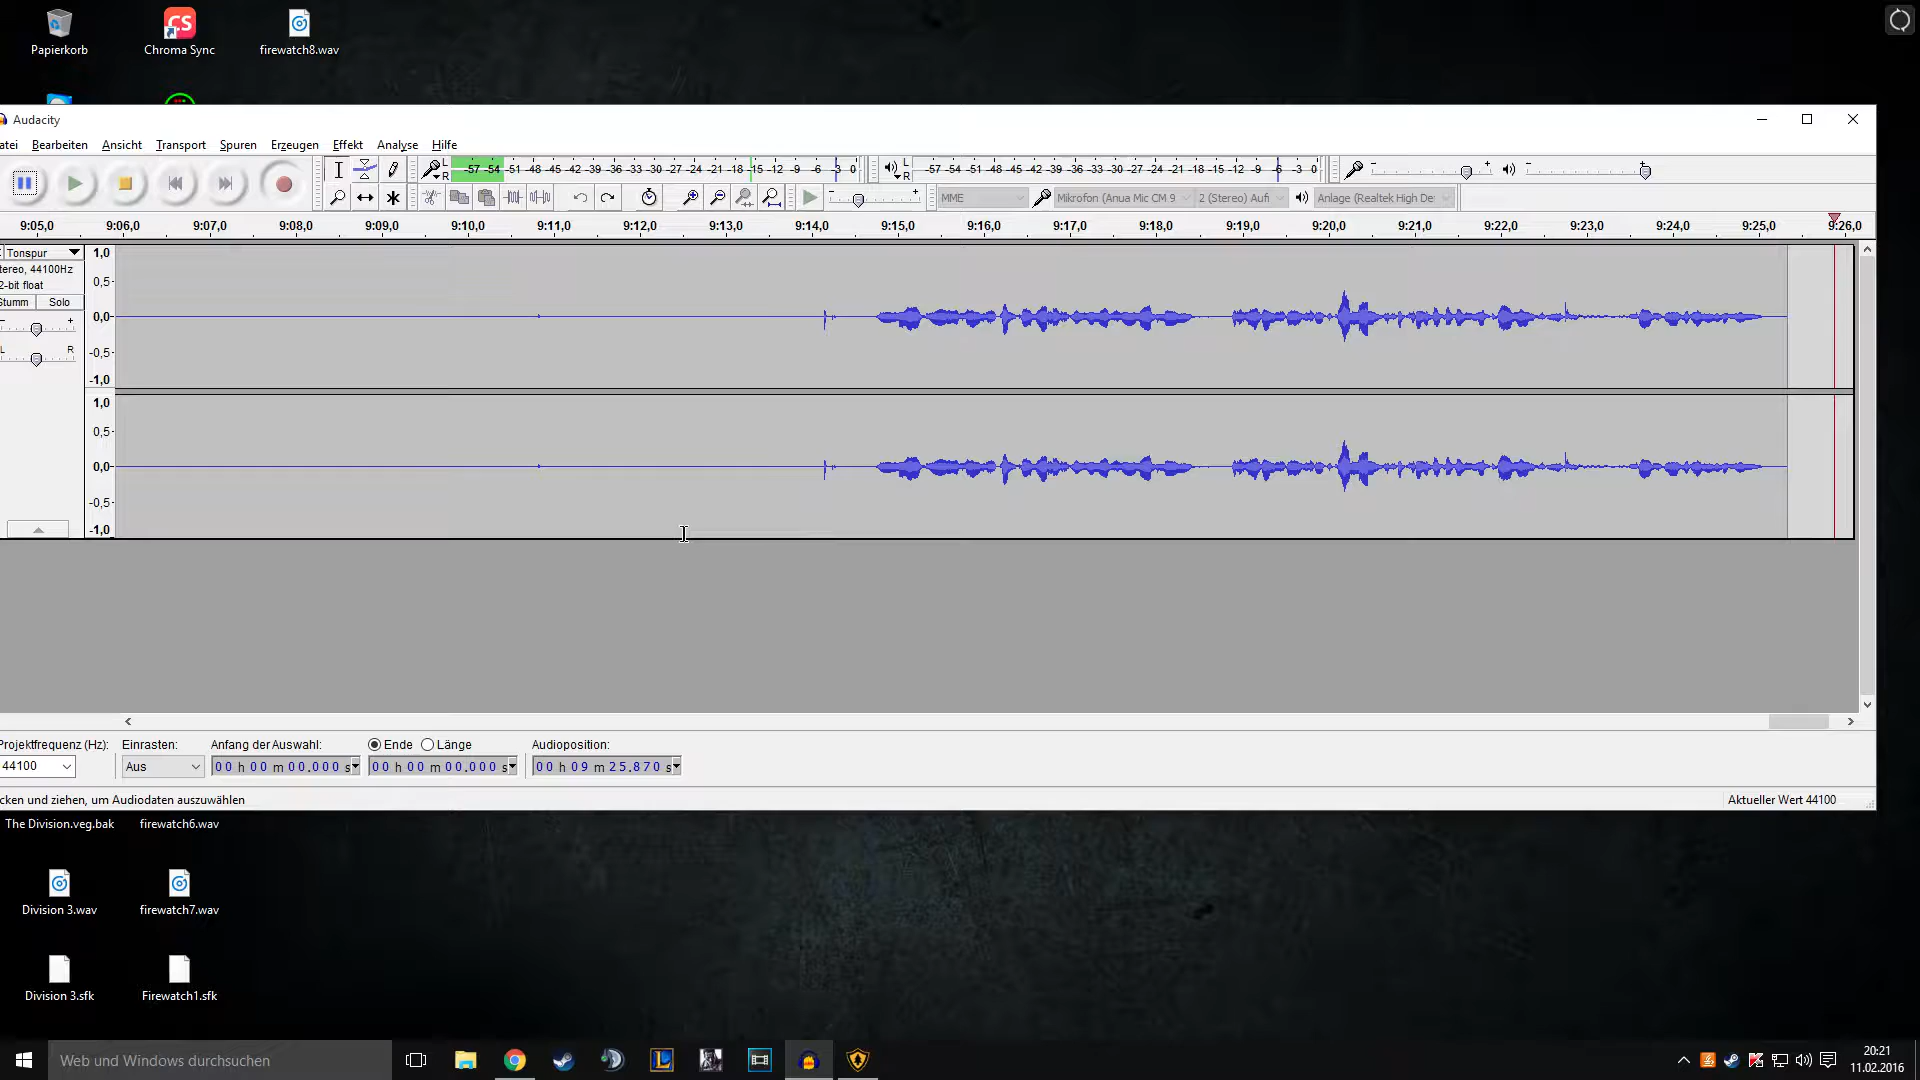 Papierkorb
Chroma Sync
firewatch8.wav
Audacity
atei Bearbeiten Ansicht Transport Spuren Erzeugen Effekt Analyse Hilfe
L
R
-57 -54 -51 -48 -45 -42 -39 -36 -33 -30 -27 -24 -21 -18 -15 -12 -9 -6 -3 0
L
R
-57 -54 -51 -48 -45 -42 -39 -36 -33 -30 -27 -24 -21 -18 -15 -12 -9 -6 -3 0
MME
Mikrofon (Anua Mic CM 9
2 (Stereo) Aufı
Anlage (Realtek High De:
9:05,0 9:06,0 9:07,0 9:08,0 9:09,0 9:10,0 9:11,0 9:12,0 9:13,0 9:14,0 9:15,0 9:16,0 9:17,0 9:18,0 9:19,0 9:20,0 9:21,0 9:22,0 9:23,0 9:24,0 9:25,0 9:26,0
Tonspur
tereo, 44100Hz
2-bit float
Stumm Solo
- +
L R
1,0
0,5-
0,0-
-0,5-
-1,0
1,0
0,5-
0,0-
-0,5-
-1,0
Projektfrequenz (Hz): Einrasten: Anfang der Auswahl: Ende Länge Audioposition:
44100 Aus 00 h 00 m 00.000 s 00 h 00 m 00.000 s 00 h 09 m 25.870 s
cken und ziehen, um Audiodaten auszuwählen
Aktueller Wert 44100
The Division.veg.bak
firewatch6.wav
Division 3.wav
firewatch7.wav
Division 3.sfk
Firewatch1.sfk
Web und Windows durchsuchen
20:21
11.02.2016